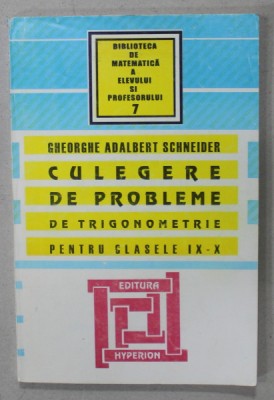 BIBLIOTECA
DE
MATEMATICĂ
A
ELEVULUI
SI
PROFESORULUI
7
GHEORGHE ADALBERT SCHNEIDER
CULEGERE
DE PROBLEME
DE TRIGONOMETRIE
PENTRU CLASELE IX-X
EDITURA
HYPERION